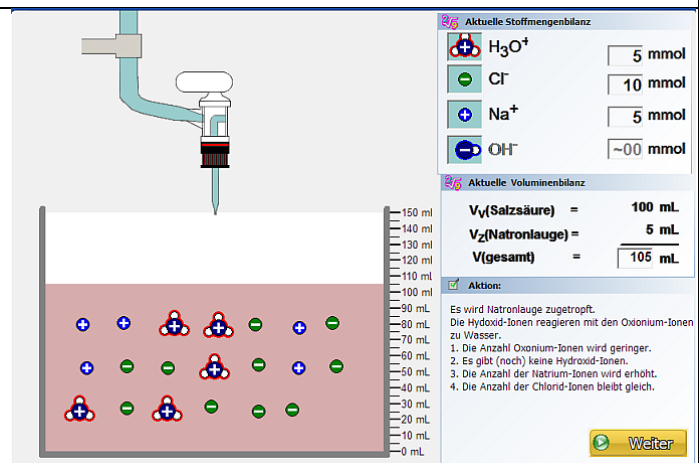 Aktuelle Stoffmengenbilanz
H₃O⁺ 5 mmol
Cl⁻ 10 mmol
Na⁺ 5 mmol
OH⁻ ~00 mmol
Aktuelle Voluminenbilanz
Vᵥ(Salzsäure) = 100 mL
V_Z(Natronlauge) = 5 mL
V(gesamt) = 105 mL
Aktion:
Es wird Natronlauge zugetropft.
Die Hydoxid-Ionen reagieren mit den Oxionium-Ionen
zu Wasser.
1. Die Anzahl Oxonium-Ionen wird geringer.
2. Es gibt (noch) keine Hydroxid-Ionen.
3. Die Anzahl der Natrium-Ionen wird erhöht.
4. Die Anzahl der Chlorid-Ionen bleibt gleich.
Weiter
150 ml
140 ml
130 ml
120 ml
110 ml
100 ml
90 mL
80 mL
70 mL
60 mL
50 mL
40 mL
30 mL
20 mL
10 mL
0 mL